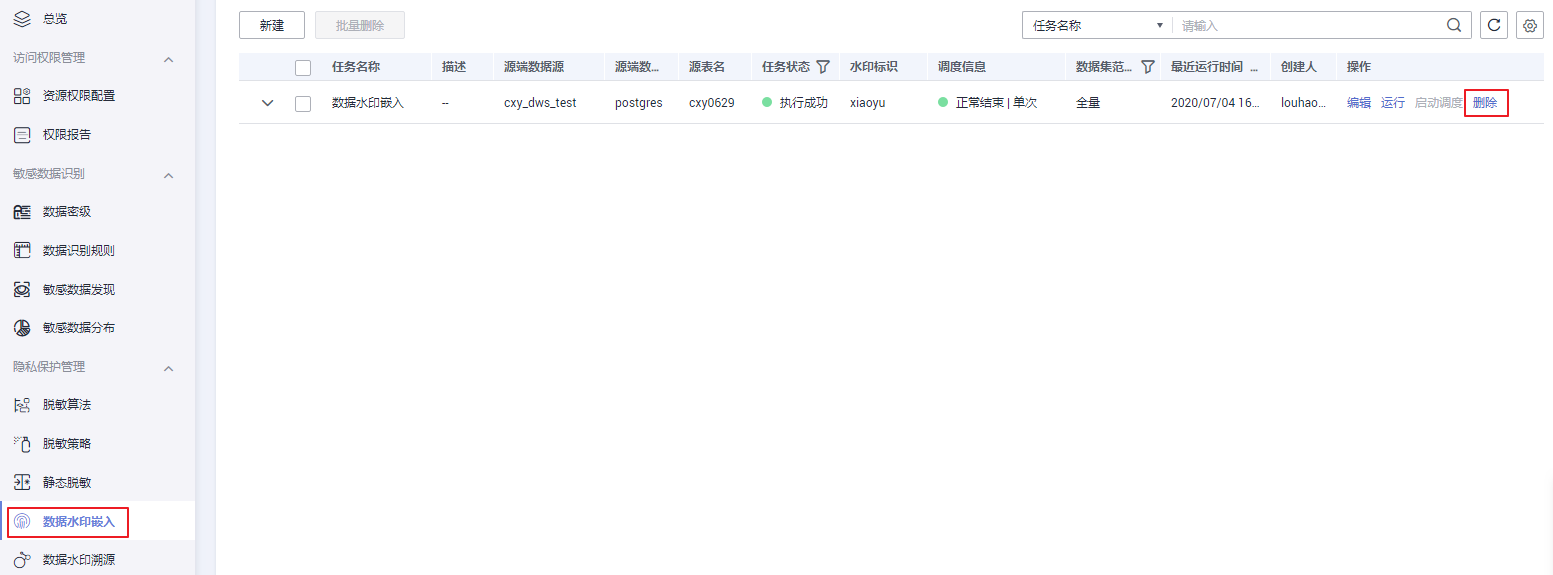 总览
访问权限管理
资源权限配置
权限报告
敏感数据识别
数据密级
数据识别规则
敏感数据发现
敏感数据分布
隐私保护管理
脱敏算法
脱敏策略
静态脱敏
数据水印嵌入
数据水印溯源
新建 批量删除 任务名称 请输入
任务名称 描述 源端数据源 源端数... 源表名 任务状态 水印标识 调度信息 数据集范... 最近运行时间 ... 创建人 操作
数据水印嵌入 -- cxy_dws_test postgres cxy0629 执行成功 xiaoyu 正常结束 | 单次 全量 2020/07/04 16... louhao... 编辑 运行 启动调度 删除